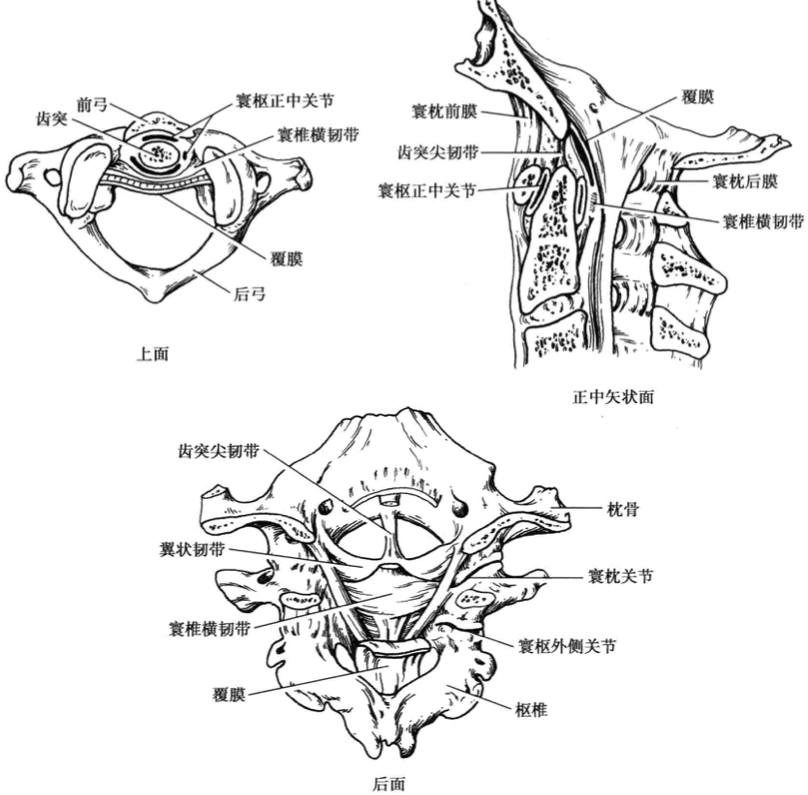 前弓
齿突
寰枢正中关节
寰椎横韧带
覆膜
后弓
上面
寰枕前膜
齿突尖韧带
寰枢正中关节
覆膜
寰枕后膜
寰椎横韧带
正中矢状面
齿突尖韧带
翼状韧带
寰椎横韧带
覆膜
枕骨
寰枕关节
寰枢外侧关节
枢椎
后面